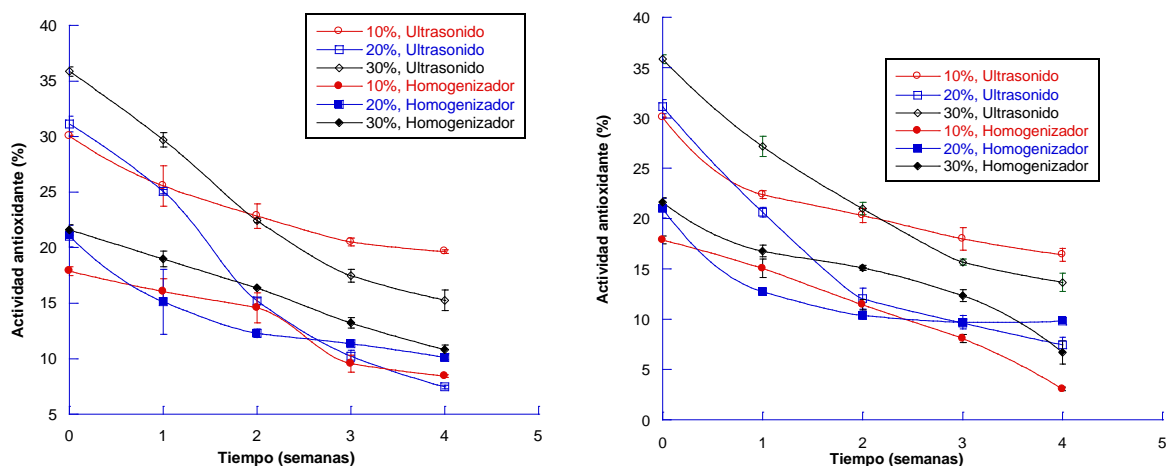 40
35
30
25
20
15
10
5
Actividad antioxidante (%)
10%, Ultrasonido
20%, Ultrasonido
30%, Ultrasonido
10%, Homogenizador
20%, Homogenizador
30%, Homogenizador
0 1 2 3 4 5
Tiempo (semanas)
40
35
30
25
20
15
10
5
0
Actividad antioxidante (%)
10%, Ultrasonido
20%, Ultrasonido
30%, Ultrasonido
10%, Homogenizador
20%, Homogenizador
30%, Homogenizador
0 1 2 3 4 5
Tiempo (semanas)